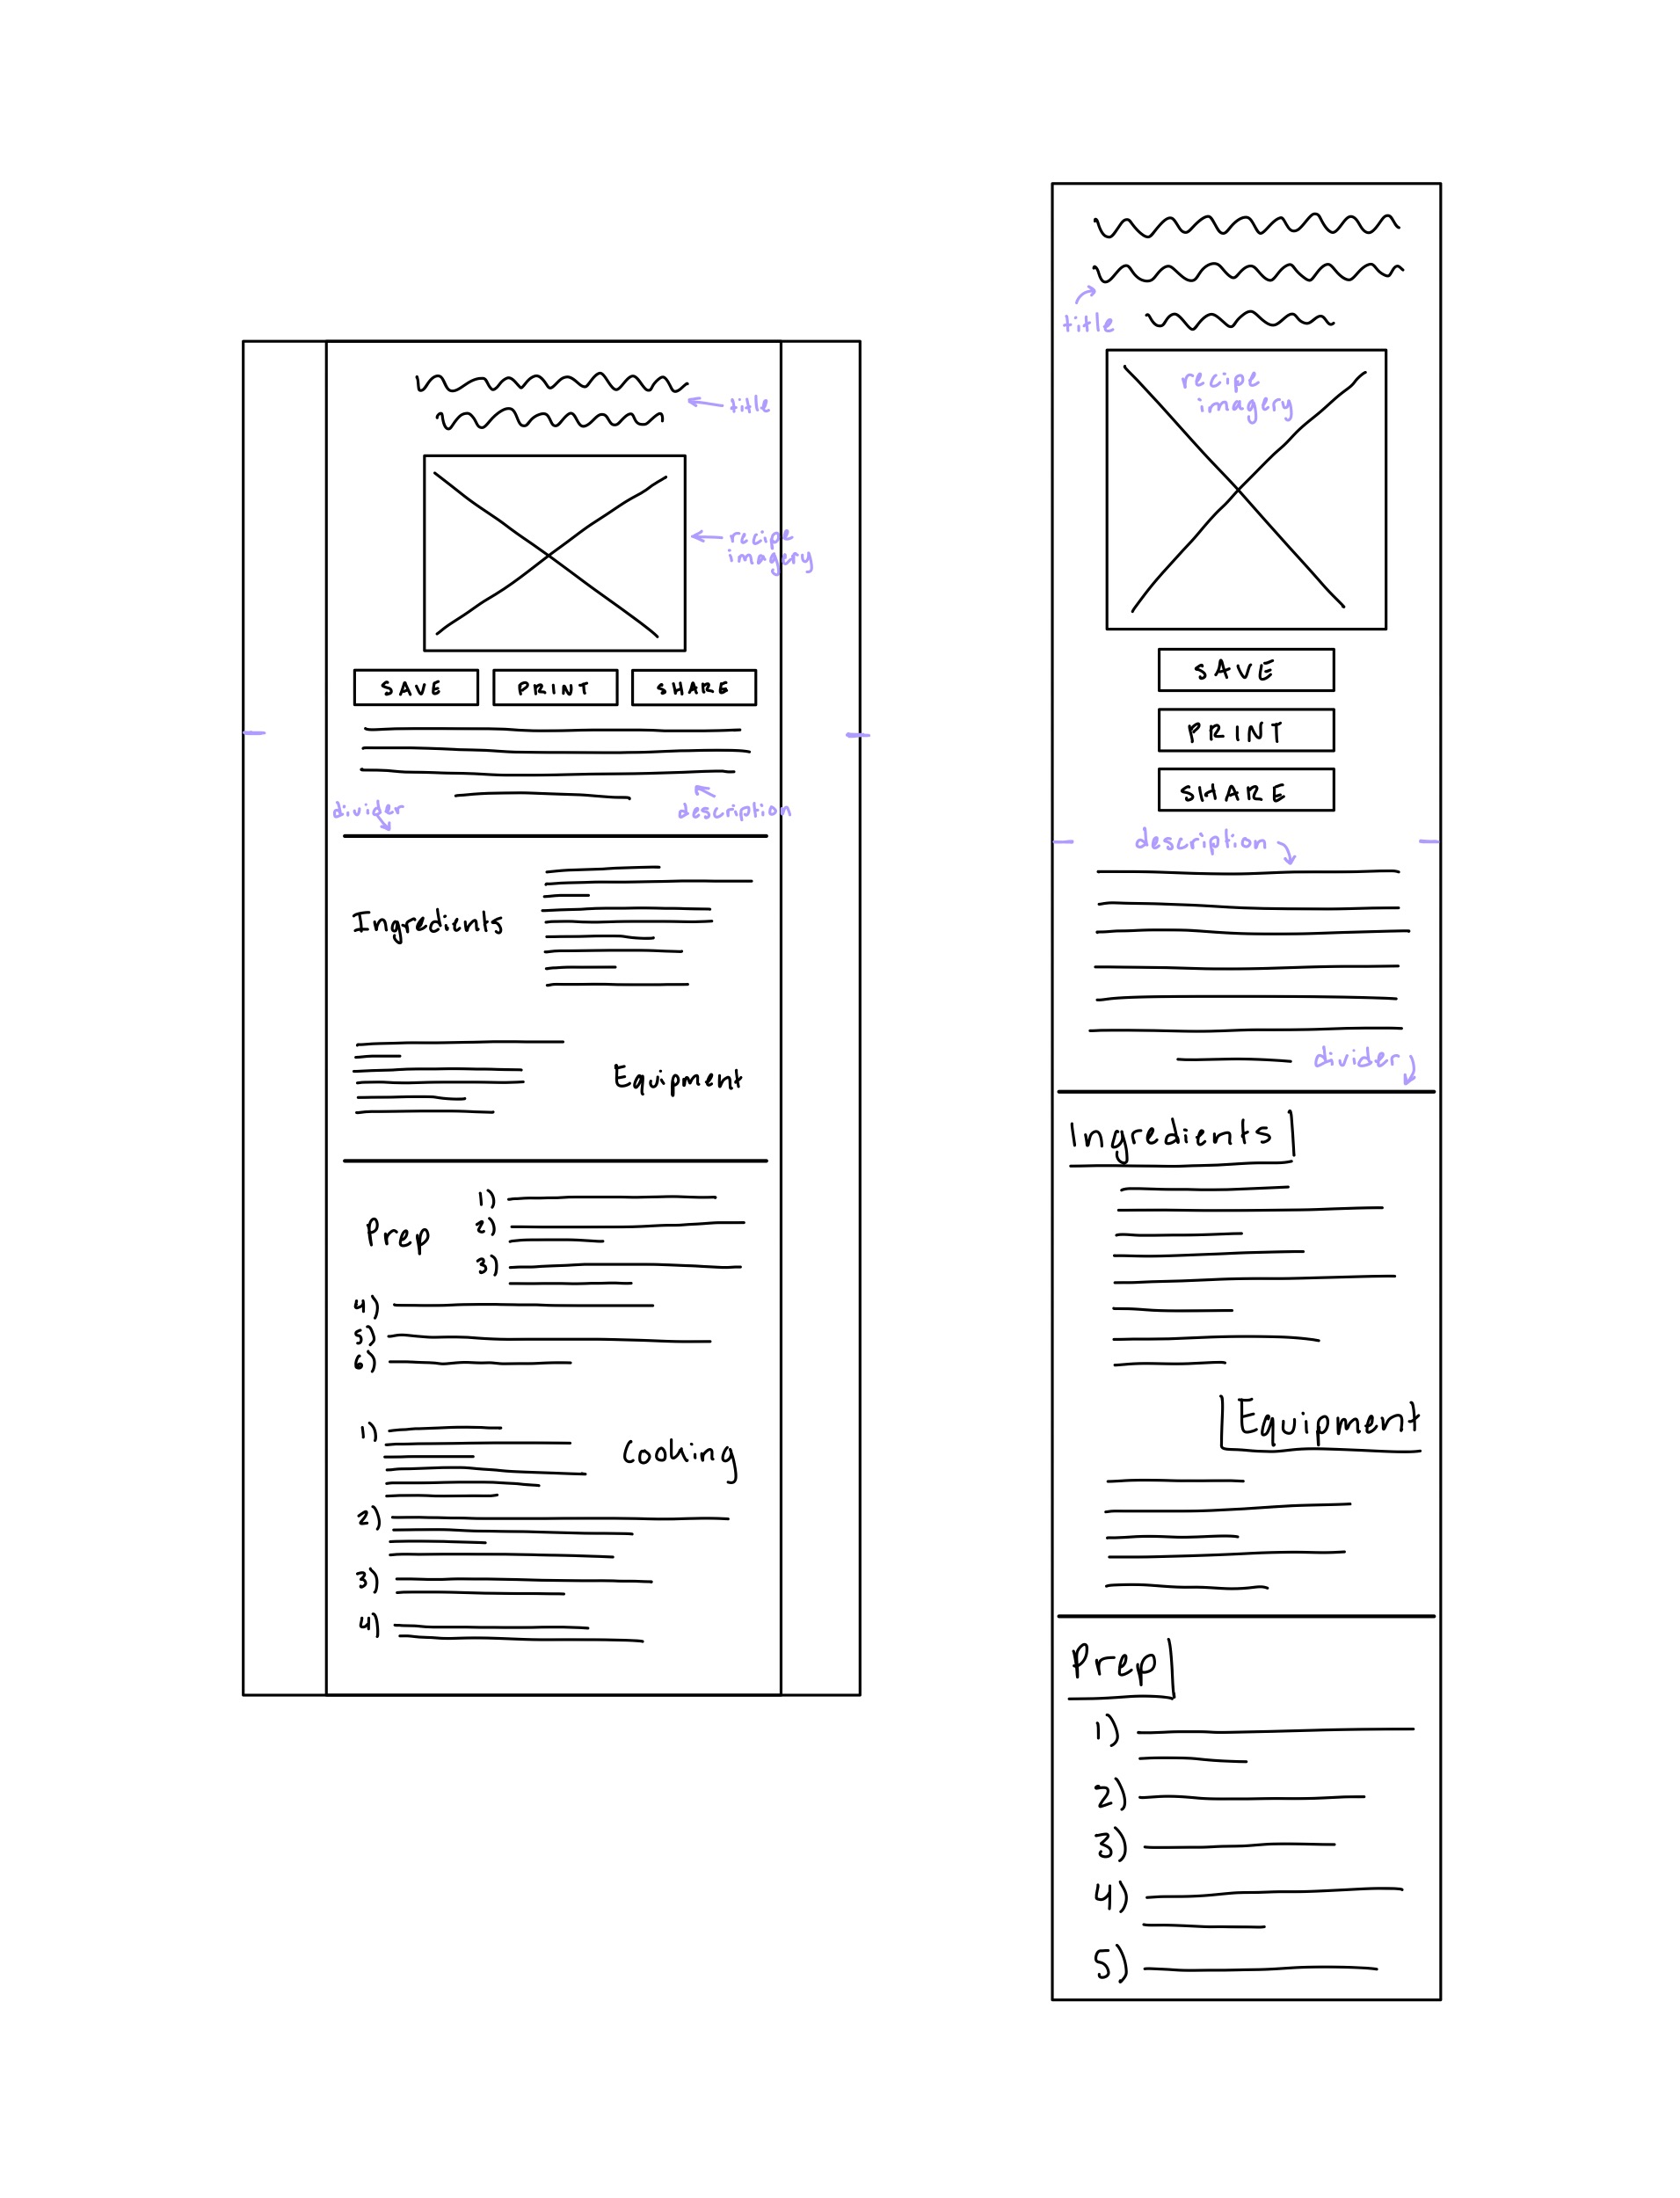 title
recipe
imagery
SAVE
PRINT
SHARE
description
divider
Ingredients
Equipment
Prep
1)
2)
3)
4)
5)
6)
Cooking
1)
2)
3)
4)
title
recipe
imagery
SAVE
PRINT
SHARE
description
divider
Ingredients
Equipment
Prep
1)
2)
3)
4)
5)